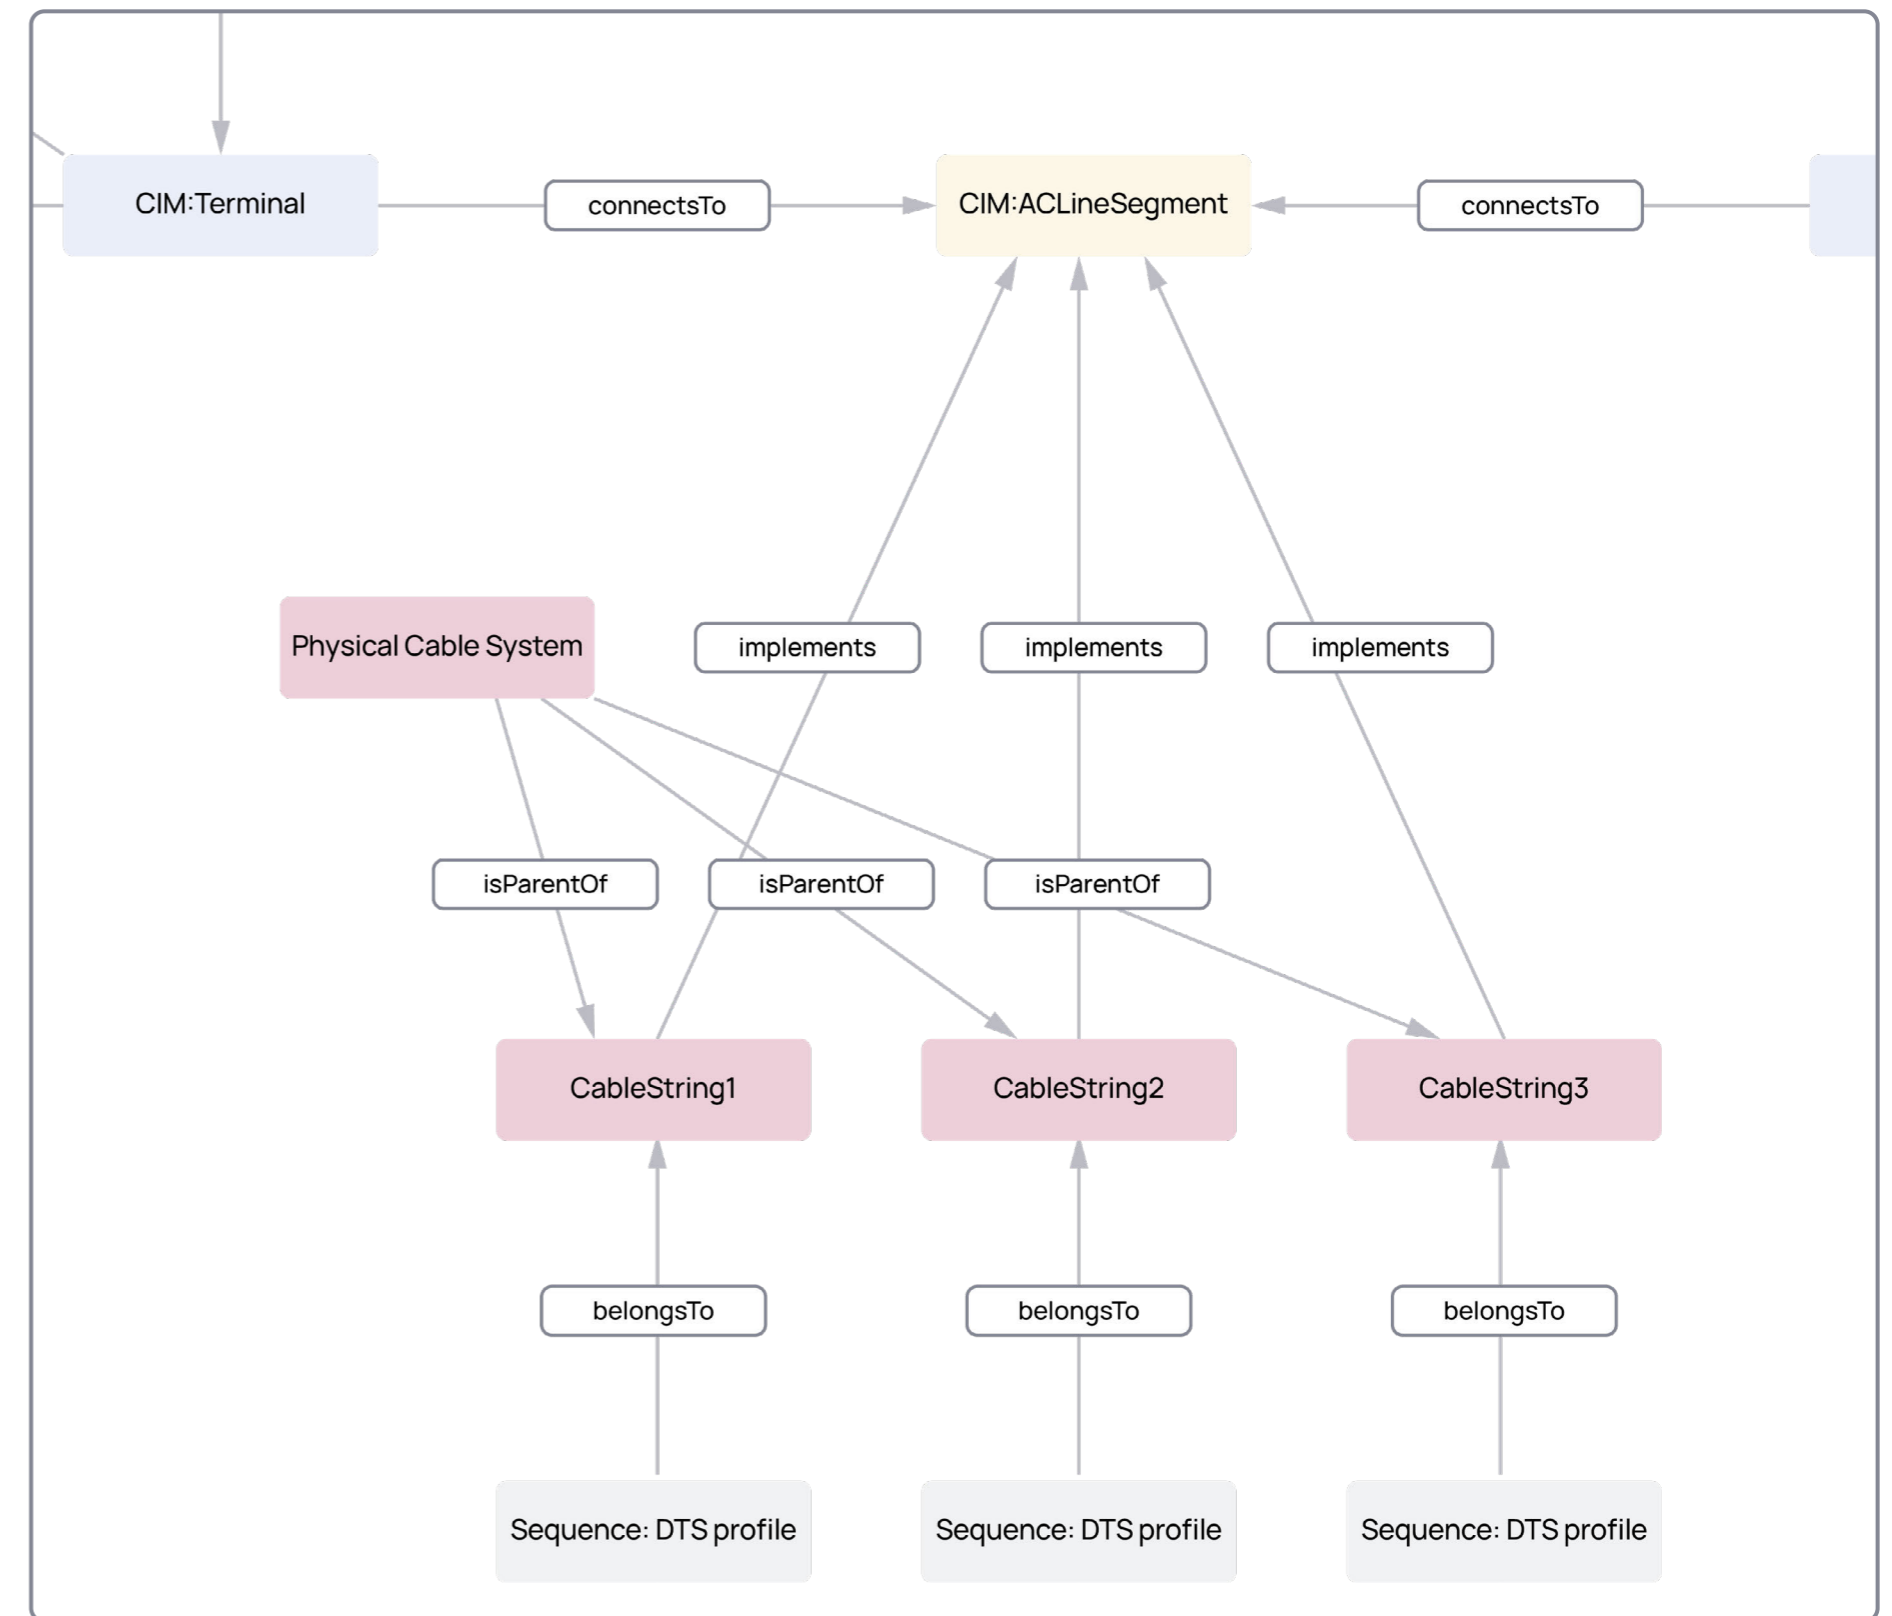 CIM:Terminal
connectsTo
CIM:ACLineSegment
connectsTo
Physical Cable System
implements
implements
implements
isParentOf
isParentOf
isParentOf
CableString1
CableString2
CableString3
belongsTo
belongsTo
belongsTo
Sequence: DTS profile
Sequence: DTS profile
Sequence: DTS profile